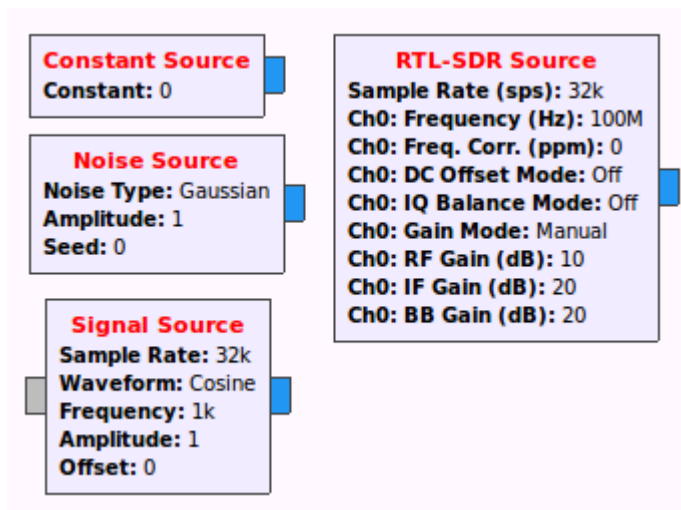 Constant Source
Constant: 0
Noise Source
Noise Type: Gaussian
Amplitude: 1
Seed: 0
Signal Source
Sample Rate: 32k
Waveform: Cosine
Frequency: 1k
Amplitude: 1
Offset: 0
RTL-SDR Source
Sample Rate (sps): 32k
Ch0: Frequency (Hz): 100M
Ch0: Freq. Corr. (ppm): 0
Ch0: DC Offset Mode: Off
Ch0: IQ Balance Mode: Off
Ch0: Gain Mode: Manual
Ch0: RF Gain (dB): 10
Ch0: IF Gain (dB): 20
Ch0: BB Gain (dB): 20